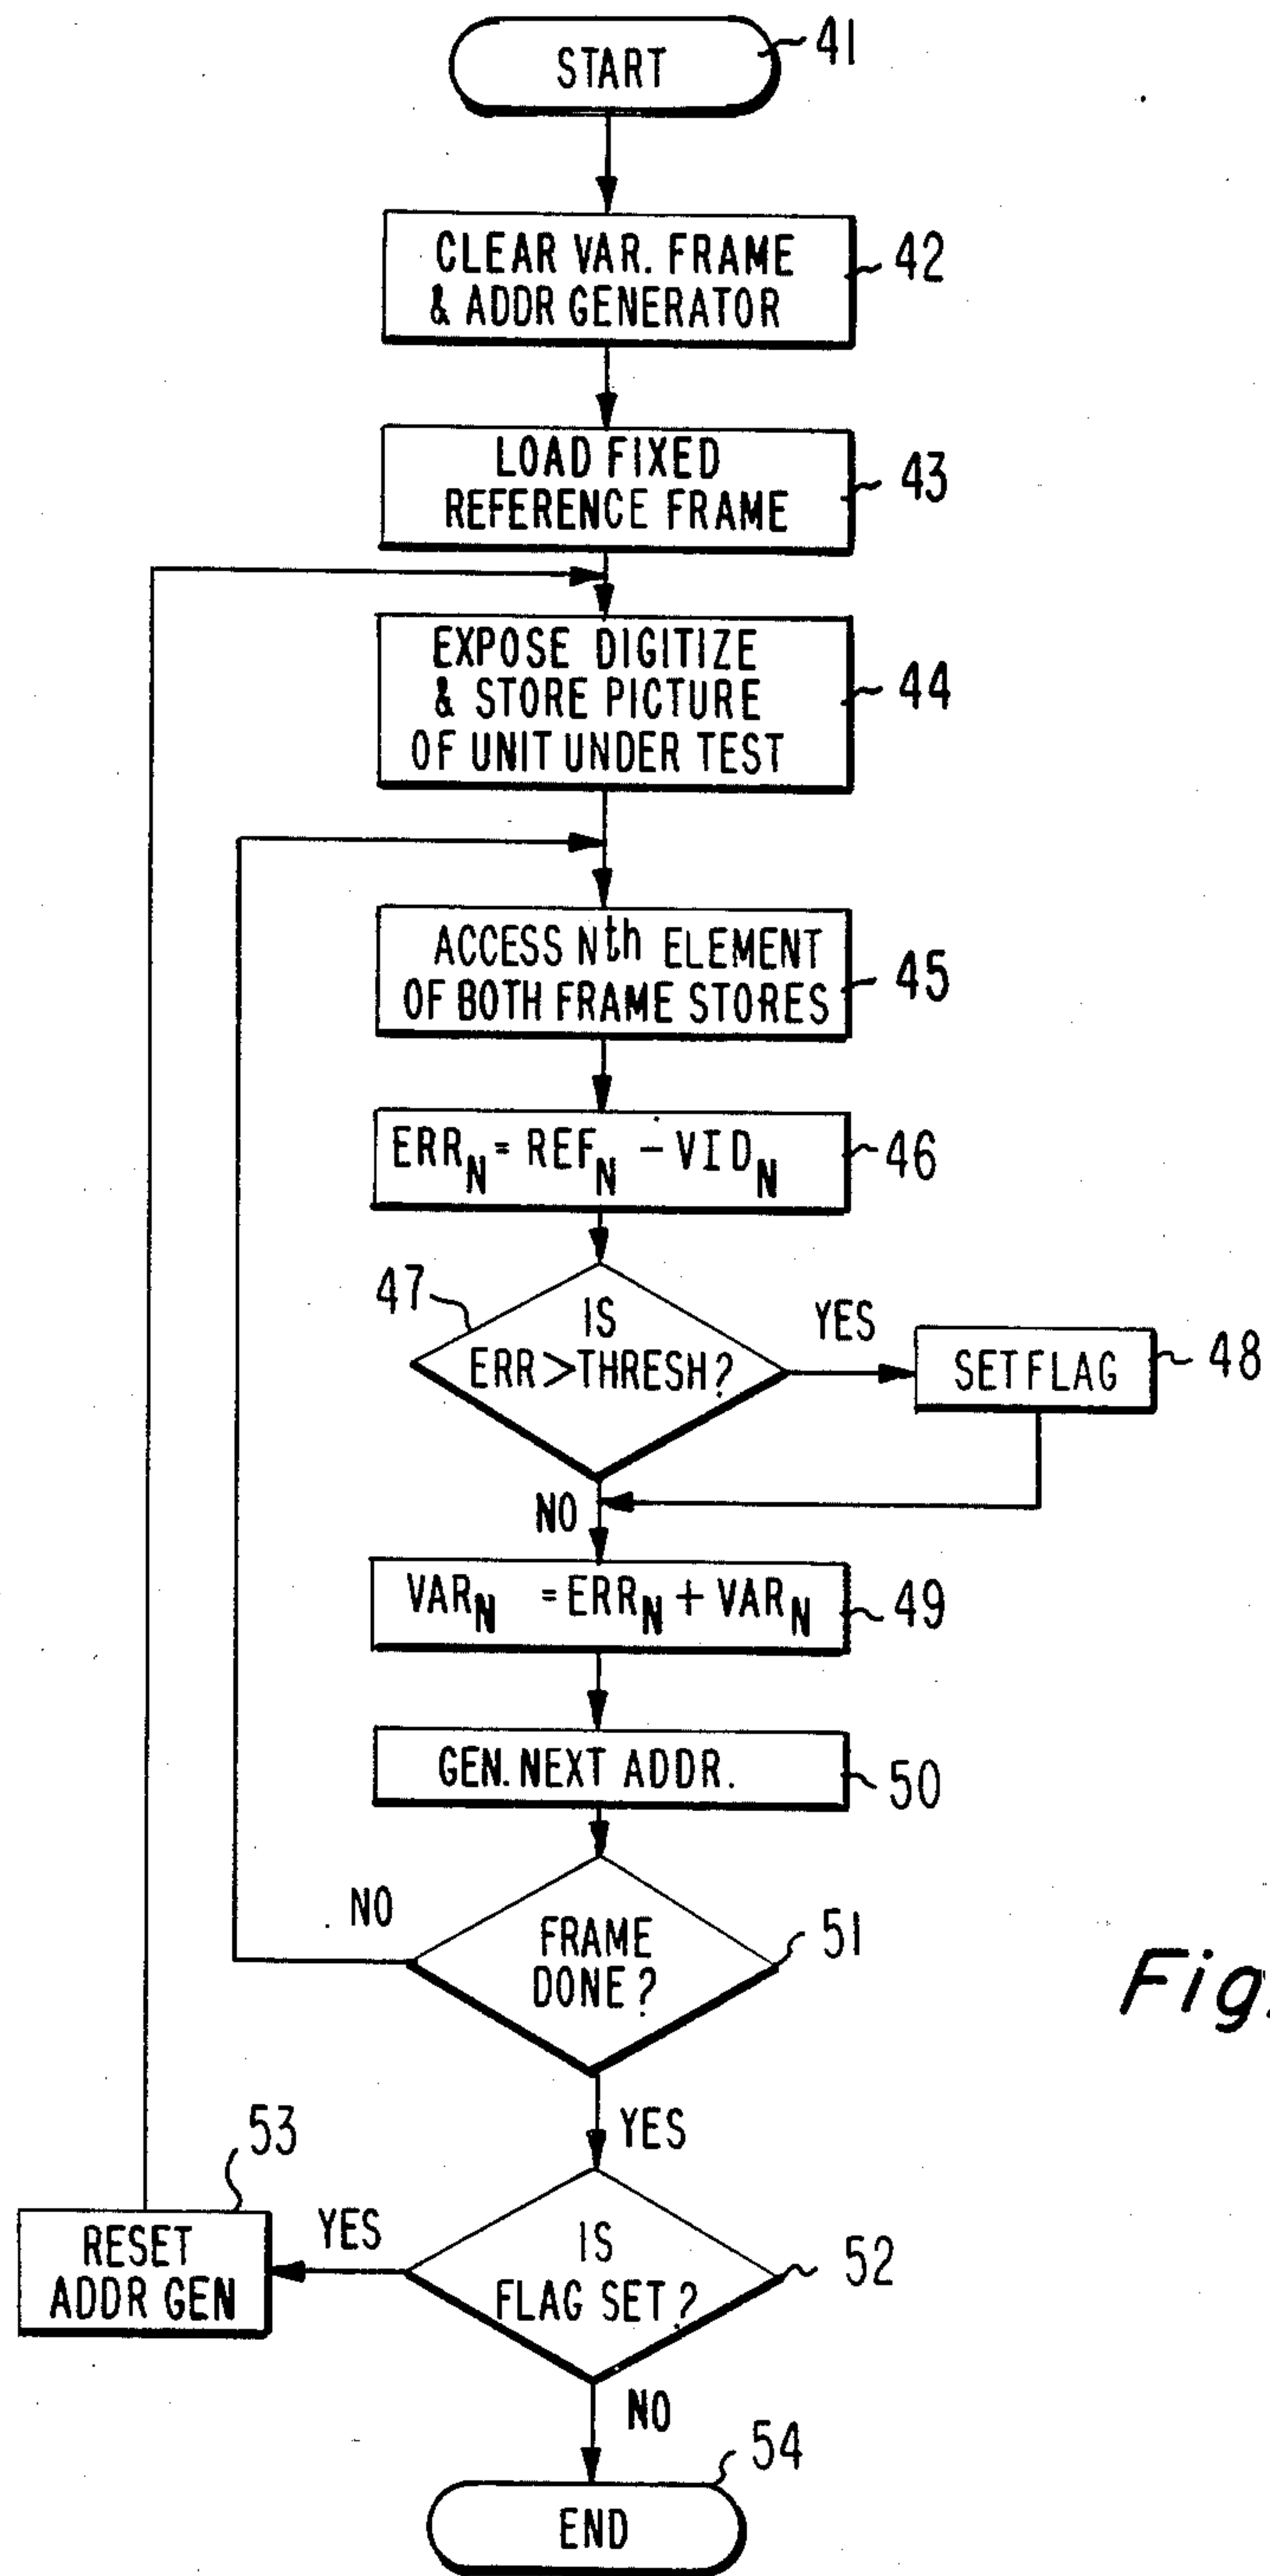 START
41
CLEAR VAR. FRAME
& ADDR GENERATOR
42
LOAD FIXED
REFERENCE FRAME
43
EXPOSE DIGITIZE
& STORE PICTURE
OF UNIT UNDER TEST
44
ACCESS Nth ELEMENT
OF BOTH FRAME STORES
45
ERRN = REFN - VIDN
46
47
IS
ERR>THRESH?
YES
SET FLAG
48
NO
VARN = ERRN + VARN
49
GEN. NEXT ADDR.
50
NO
FRAME
DONE?
51
Fig.
YES
53
RESET
ADDR GEN
YES
IS
FLAG SET?
52
NO
54
END